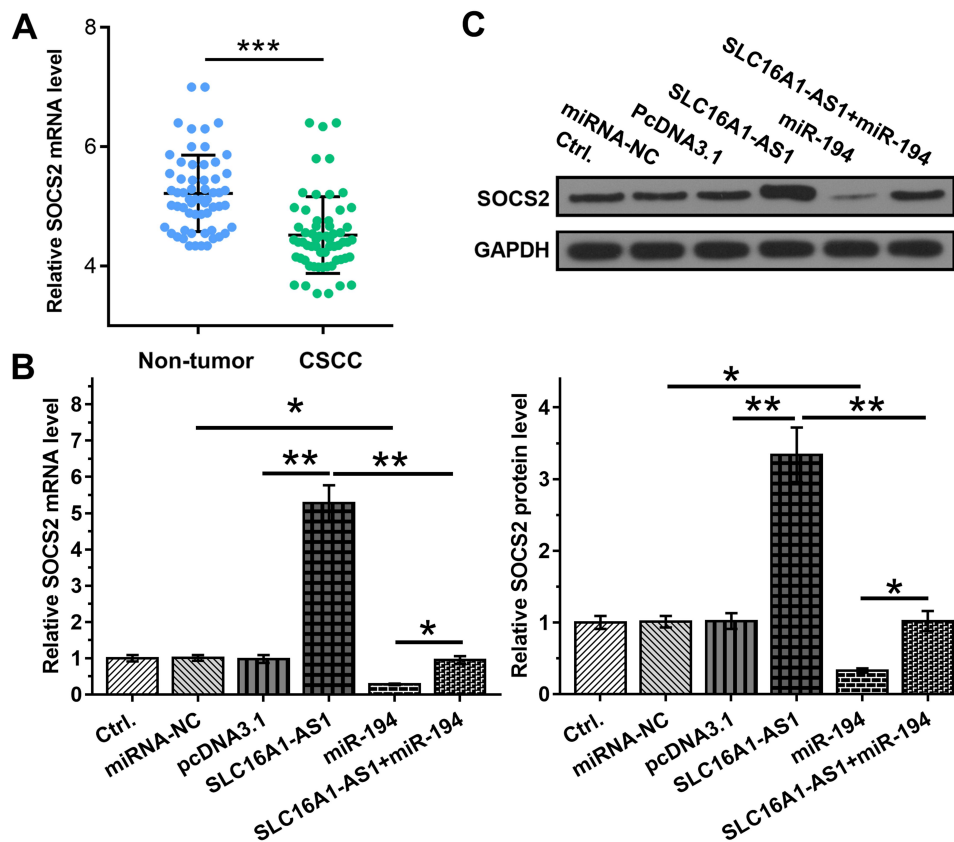 A
Relative SOCS2 mRNA level
8
6
4
***
Non-tumor
CSCC
C
Ctrl.
miRNA-NC
PcDNA3.1
SLC16A1-AS1
miR-194
SLC16A1-AS1+miR-194
SOCS2
GAPDH
B
Relative SOCS2 mRNA level
8
7
6
5
4
3
2
1
0
*
**
**
*
Ctrl.
miRNA-NC
pcDNA3.1
SLC16A1-AS1
miR-194
SLC16A1-AS1+miR-194
Relative SOCS2 protein level
4
3
2
1
0
*
**
**
*
Ctrl.
miRNA-NC
pcDNA3.1
SLC16A1-AS1
miR-194
SLC16A1-AS1+miR-194